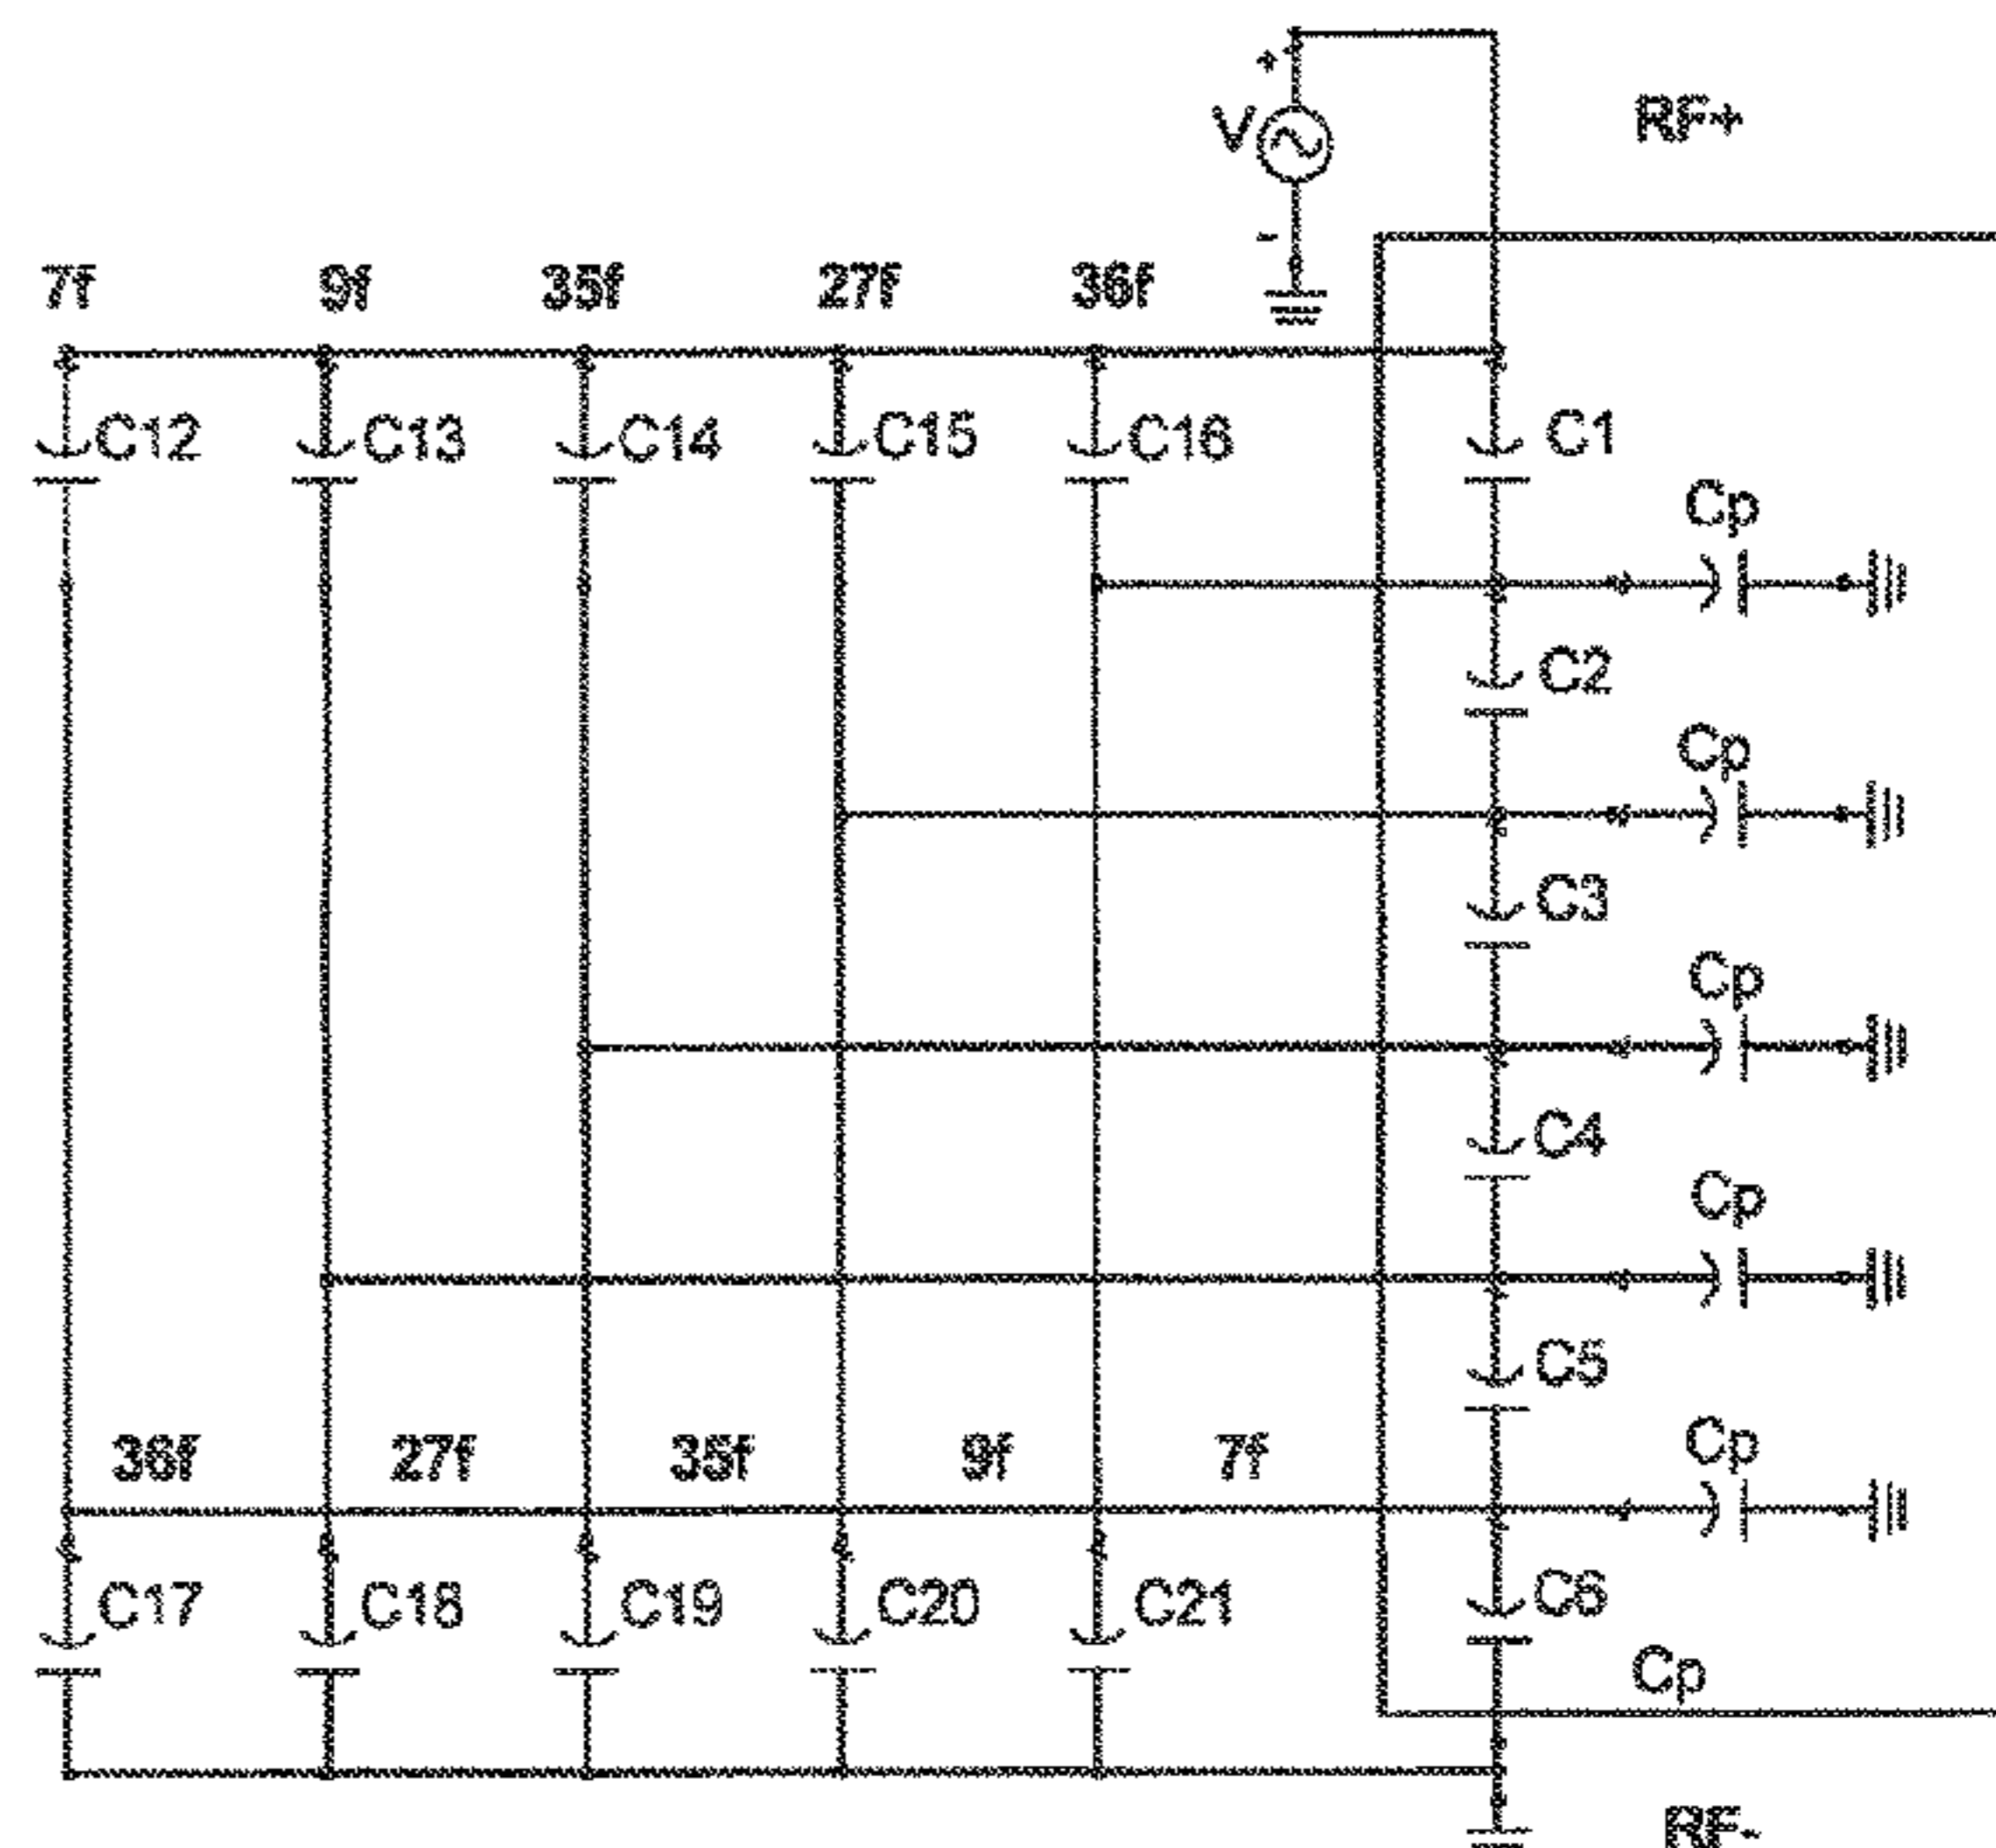 RF+
V
+
-
7f 9f 35f 27f 36f
C12 C13 C14 C15 C16 C1
Cp
C2
Cp
C3
Cp
C4
Cp
C5
36f 27f 35f 9f 7f Cp
C17 C18 C19 C20 C21 C6
Cp
RF-